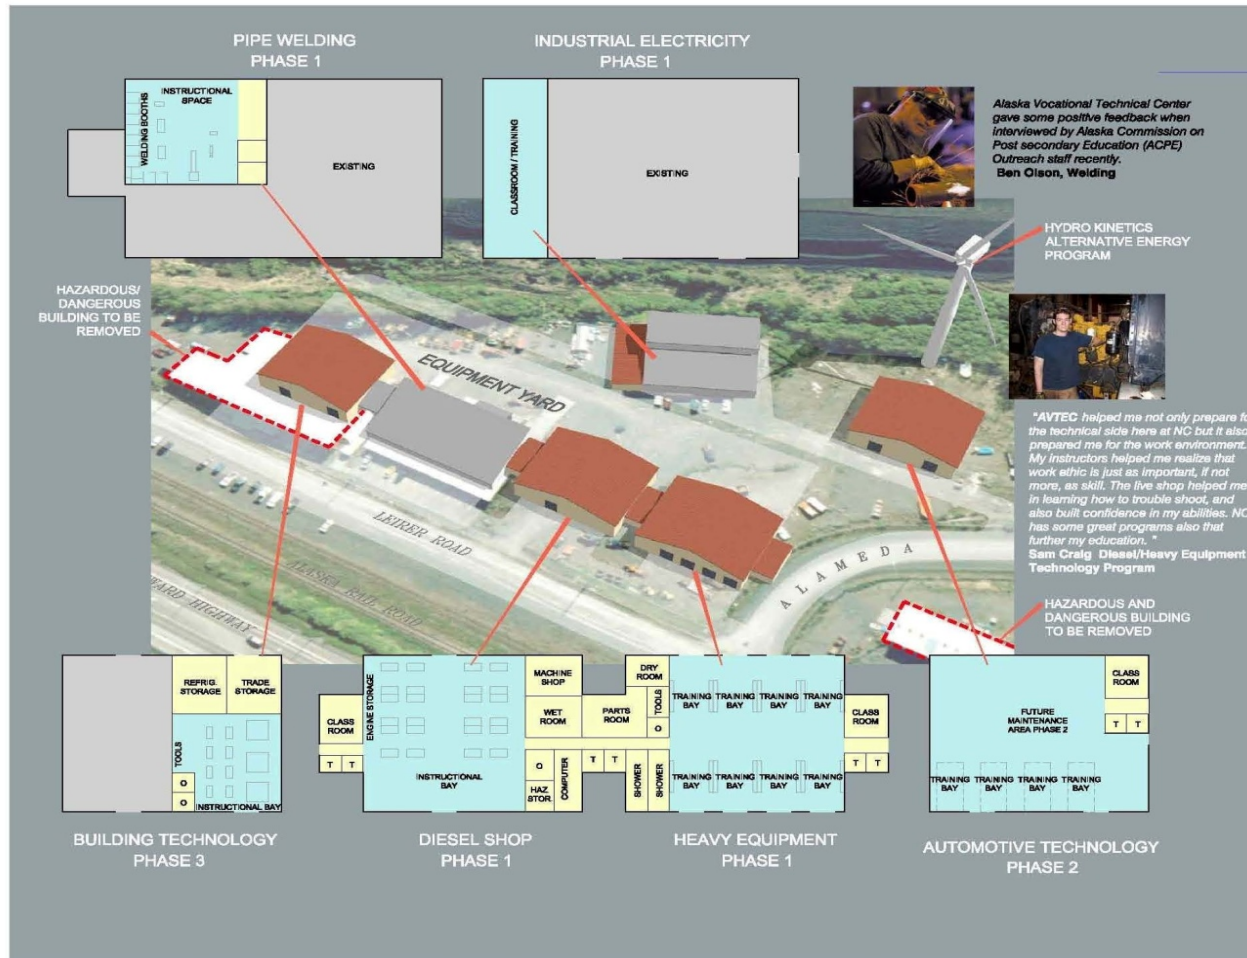 PIPE WELDING
PHASE 1
INDUSTRIAL ELECTRICITY
PHASE 1
WELDING BOOTHS
INSTRUCTIONAL
SPACE
EXISTING
CLASSROOM / TRAINING
EXISTING
Alaska Vocational Technical Center
gave some positive feedback when
interviewed by Alaska Commission on
Post secondary Education (ACPE)
Outreach staff recently.
Ben Olson, Welding
HYDRO KINETICS
ALTERNATIVE ENERGY
PROGRAM
HAZARDOUS/
DANGEROUS
BUILDING TO BE
REMOVED
EQUIPMENT YARD
LEIRER ROAD
ALASKA RAIL ROAD
WARD HIGHWAY
ALAMEDA
"AVTEC helped me not only prepare fo
the technical side here at NC but it also
prepared me for the work environment.
My instructors helped me realize that
work ethic is just as important, if not
more, as skill. The live shop helped me
in learning how to trouble shoot, and
also built confidence in my abilities. NC
has some great programs also that
further my education. "
Sam Craig Diesel/Heavy Equipment
Technology Program
HAZARDOUS AND
DANGEROUS BUILDING
TO BE REMOVED
REFRIG.
STORAGE
TRADE
STORAGE
TOOLS
O
O
INSTRUCTIONAL BAY
BUILDING TECHNOLOGY
PHASE 3
CLASS
ROOM
T T
ENGINE STORAGE
INSTRUCTIONAL
BAY
MACHINE
SHOP
WET
ROOM
O
HAZ
STOR.
COMPUTER
PARTS
ROOM
T T
DIESEL SHOP
PHASE 1
DRY
ROOM
TOOLS
O
SHOWER
SHOWER
TRAINING BAY
TRAINING BAY
TRAINING BAY
TRAINING BAY
TRAINING BAY
TRAINING BAY
TRAINING BAY
TRAINING BAY
CLASS
ROOM
T T
HEAVY EQUIPMENT
PHASE 1
CLASS
ROOM
T T
FUTURE
MAINTENANCE
AREA PHASE 2
TRAINING BAY
TRAINING BAY
TRAINING BAY
TRAINING BAY
AUTOMOTIVE TECHNOLOGY
PHASE 2